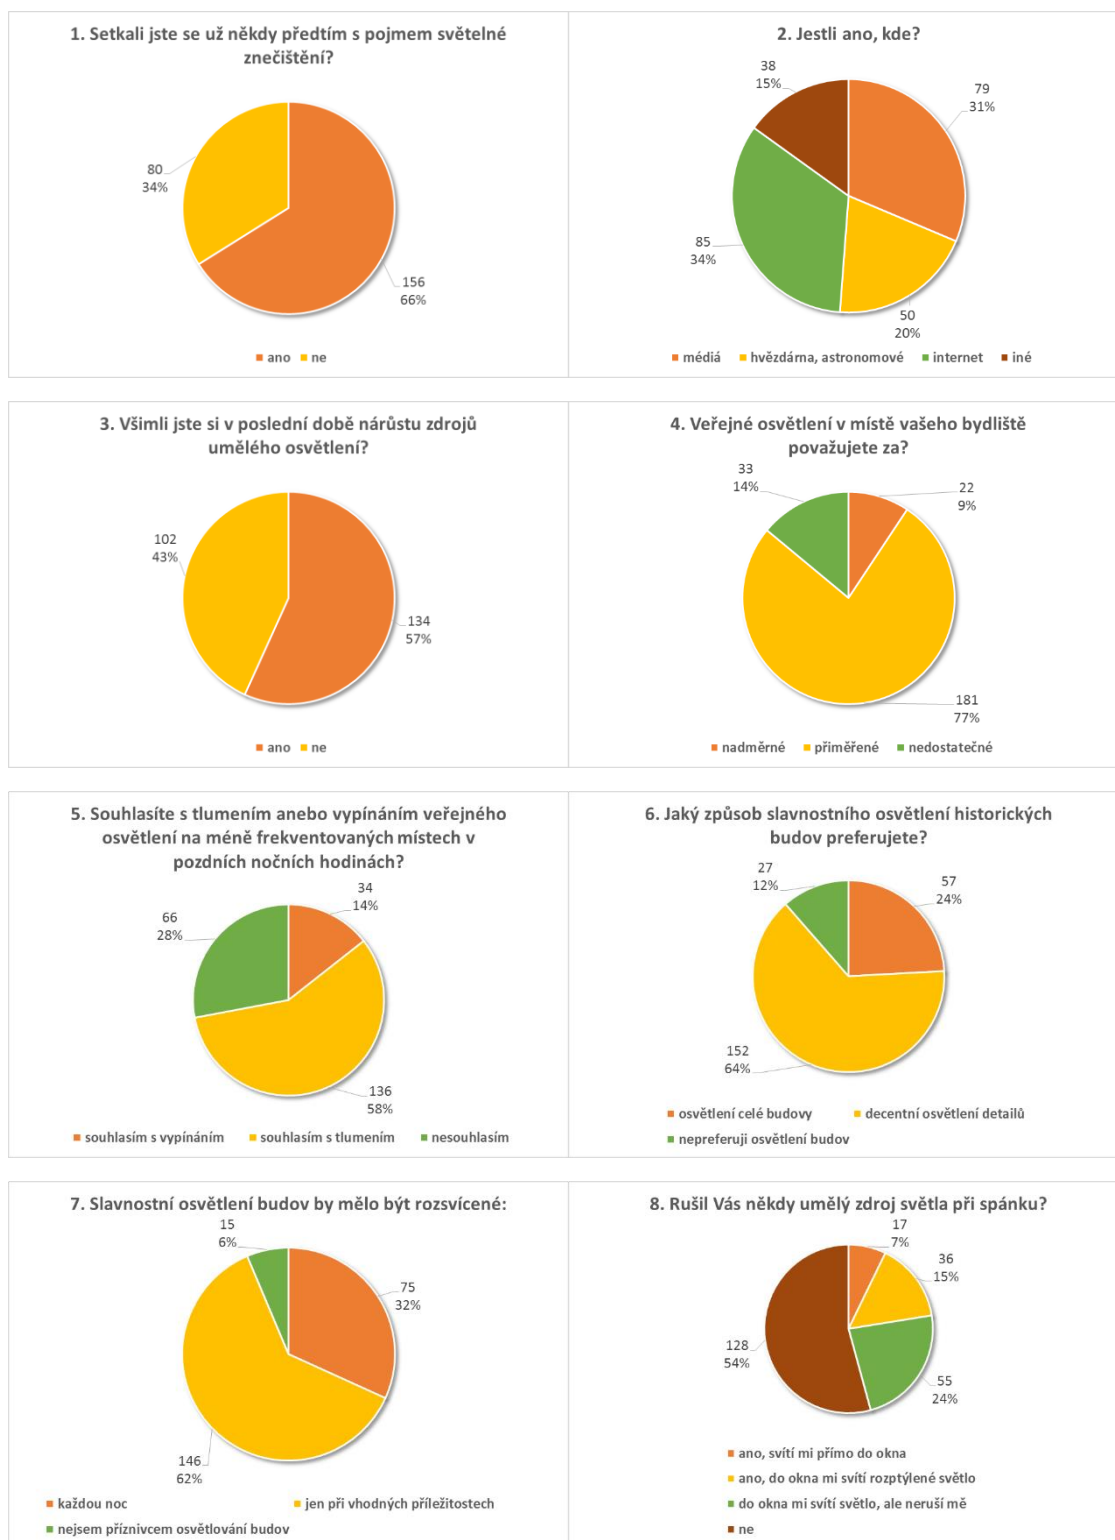 1. Setkali jste se už někdy předtím s pojmem světelné
znečištění?
80
34%
156
66%
ano ne
2. Jestli ano, kde?
38
15%
79
31%
85
34%
50
20%
médiá hvězdárna, astronomové internet iné
3. Všimli jste si v poslední době nárůstu zdrojů
umělého osvětlení?
102
43%
134
57%
ano ne
4. Veřejné osvětlení v místě vašeho bydliště
považujete za?
33
14%
22
9%
181
77%
nadměrné přiměřené nedostatečné
5. Souhlasíte s tlumením anebo vypínáním veřejného
osvětlení na méně frekventovaných místech v
pozdních nočních hodinách?
34
14%
66
28%
136
58%
souhlasím s vypínáním souhlasím s tlumením nesouhlasím
6. Jaký způsob slavnostního osvětlení historických
budov preferujete?
27
12%
57
24%
152
64%
osvětlení celé budovy decentní osvětlení detailů
nepreferuji osvětlení budov
7. Slavnostní osvětlení budov by mělo být rozsvícené:
15
6%
75
32%
146
62%
každou noc jen při vhodných příležitostech
nejsem příznivcem osvětlování budov
8. Rušil Vás někdy umělý zdroj světla při spánku?
17
7%
36
15%
128
54%
55
24%
ano, svítí mi přímo do okna
ano, do okna mi svítí rozptýlené světlo
do okna mi svítí světlo, ale neruší mě
ne